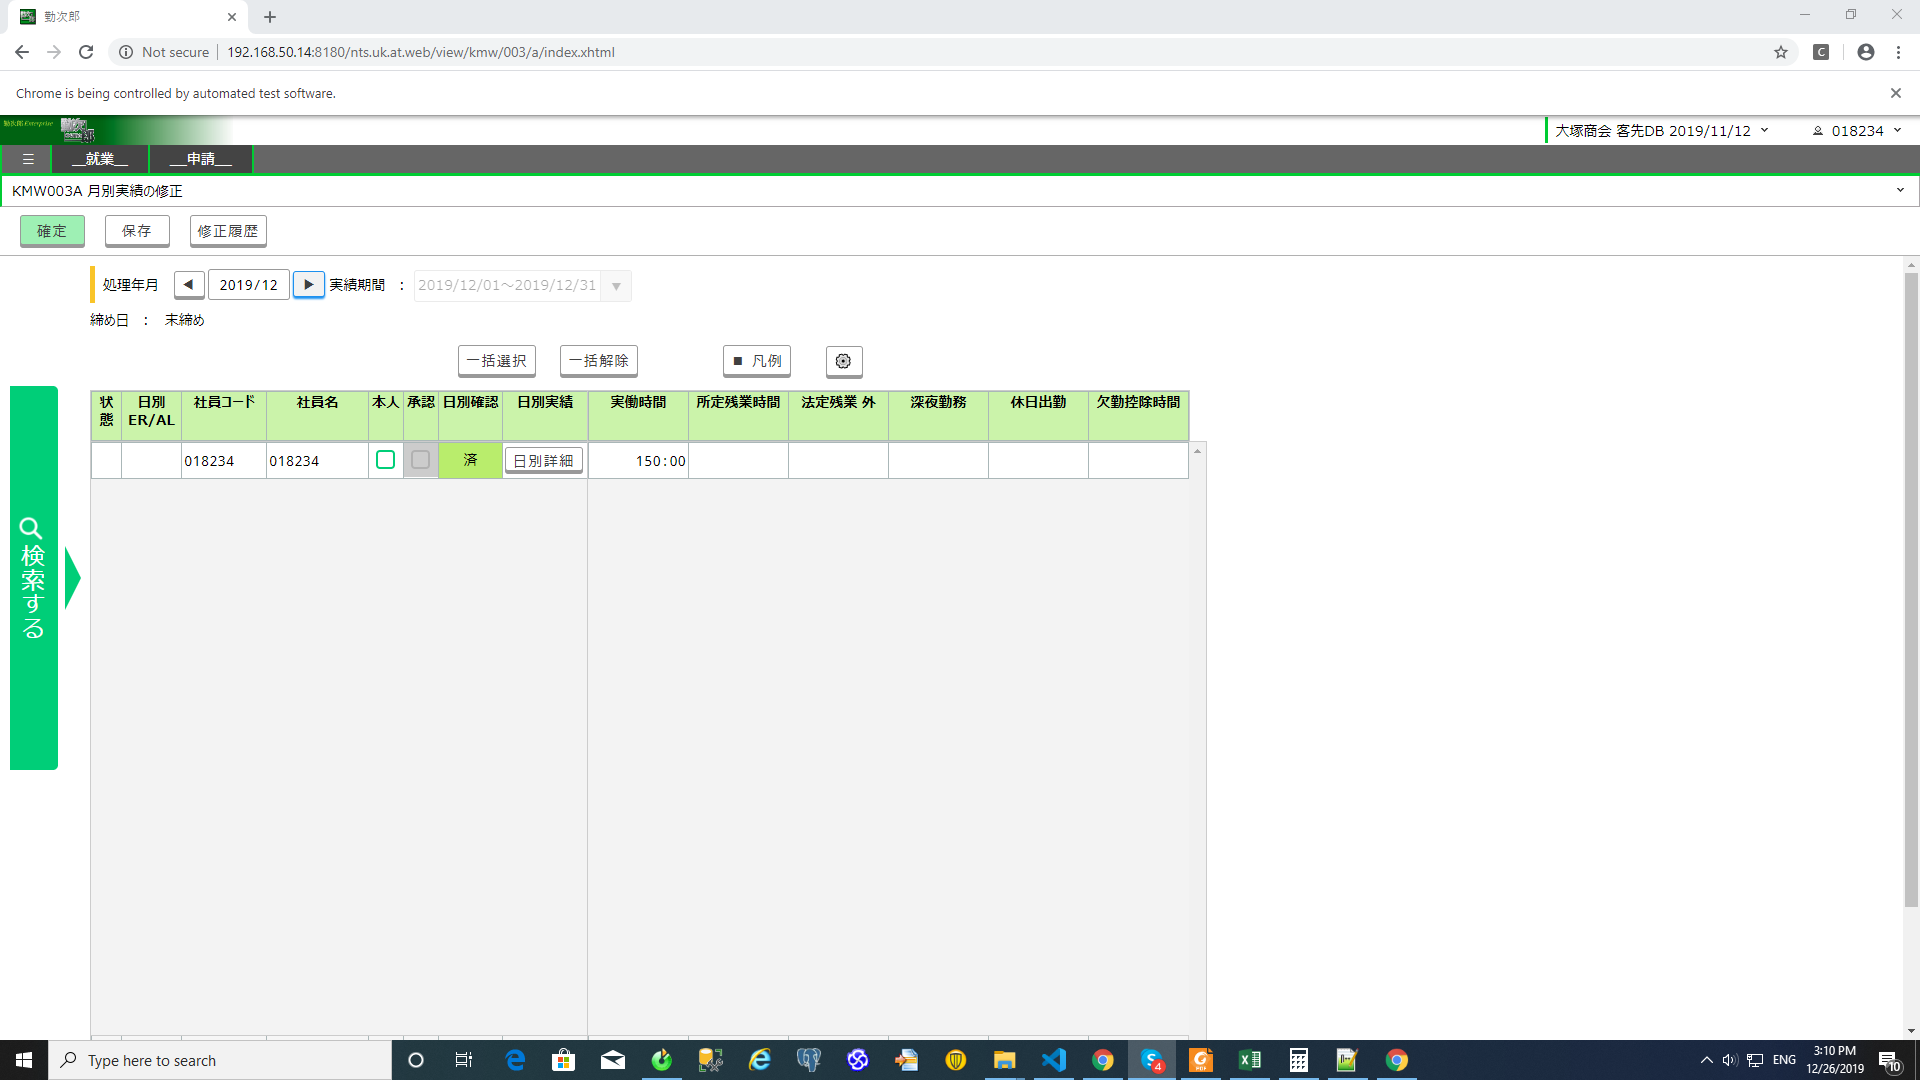 勤次郎
Not secure
192.168.50.14:8180/nts.uk.at.web/view/kmw/003/a/index.xhtml
Chrome is being controlled by automated test software.
勤次郎 Enterprise
大塚商会 客先DB 2019/11/12
018234
☰ __就業__ __申請__
KMW003A 月別実績の修正
確定 保存 修正履歴
処理年月 ◀ 2019/12 ▶ 実績期間 : 2019/12/01～2019/12/31 ▼
締め日 : 末締め
一括選択 一括解除 ■ 凡例
状態 日別 ER/AL 社員コード 社員名 本人 承認 日別確認 日別実績 実働時間 所定残業時間 法定残業 外 深夜勤務 休日出勤 欠勤控除時間
018234 018234 済 日別詳細 150:00
検索する
Type here to search
4
ENG
3:10 PM
12/26/2019
10